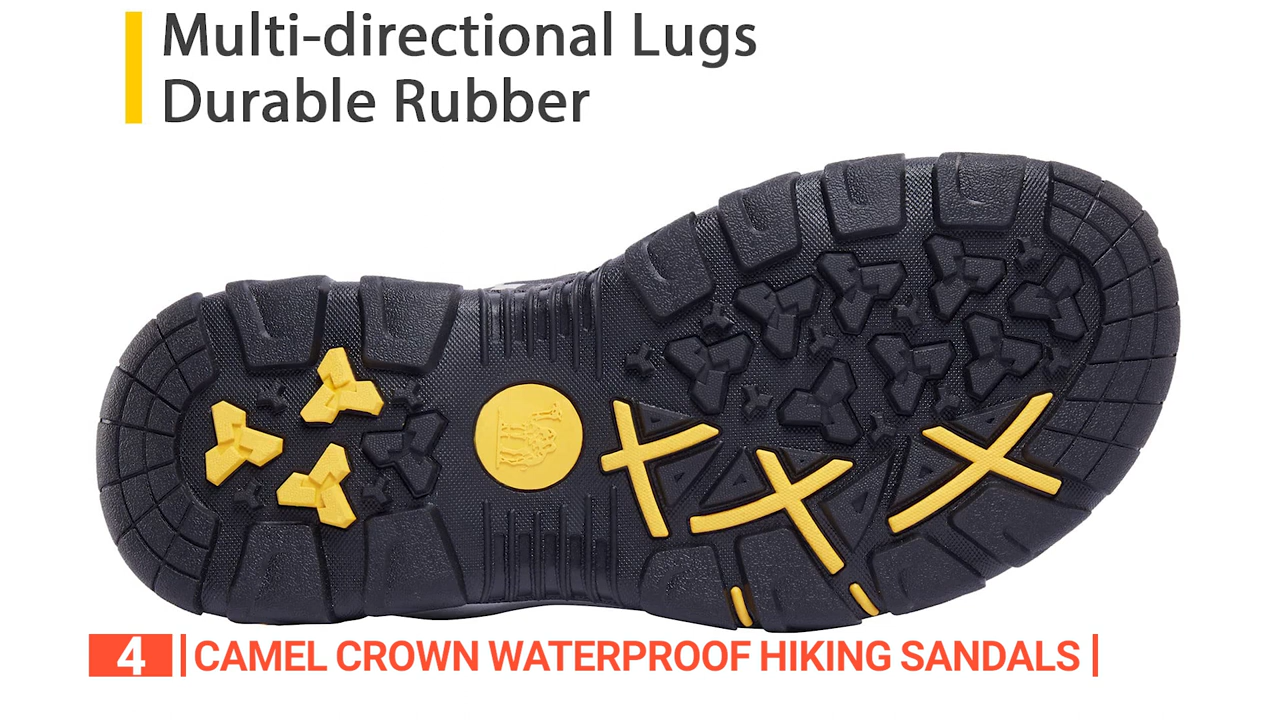 Multi-directional Lugs
Durable Rubber
4 CAMEL CROWN WATERPROOF HIKING SANDALS